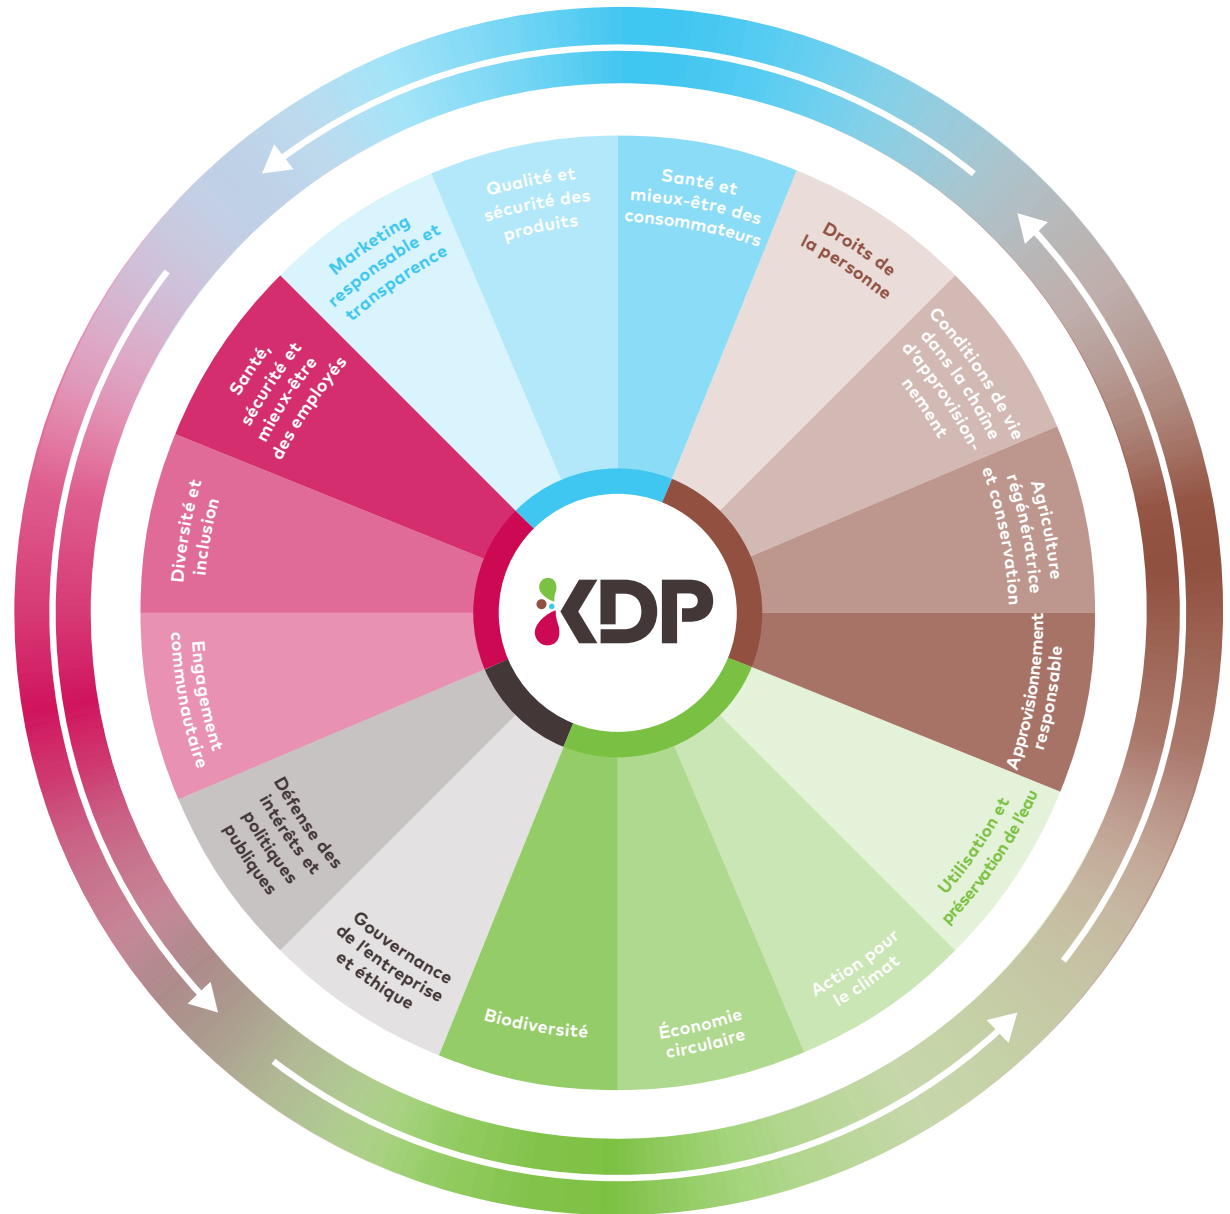 Santé et
mieux-être des
consommateurs
Droits de
la personne
Conditions de vie
dans la chaîne
d'approvision-
nement
Agriculture
régénératrice
et conservation
Approvisionnement
responsable
Utilisation et
préservation de l'eau
Action pour
le climat
Économie
circulaire
Biodiversité
Gouvernance
de l'entreprise
et éthique
Défense des
intérêts et
politiques
publiques
Engagement
communautaire
Diversité et
inclusion
Santé,
sécurité et
mieux-être
des employés
Marketing
responsable et
transparence
Qualité et
sécurité des
produits
KDP